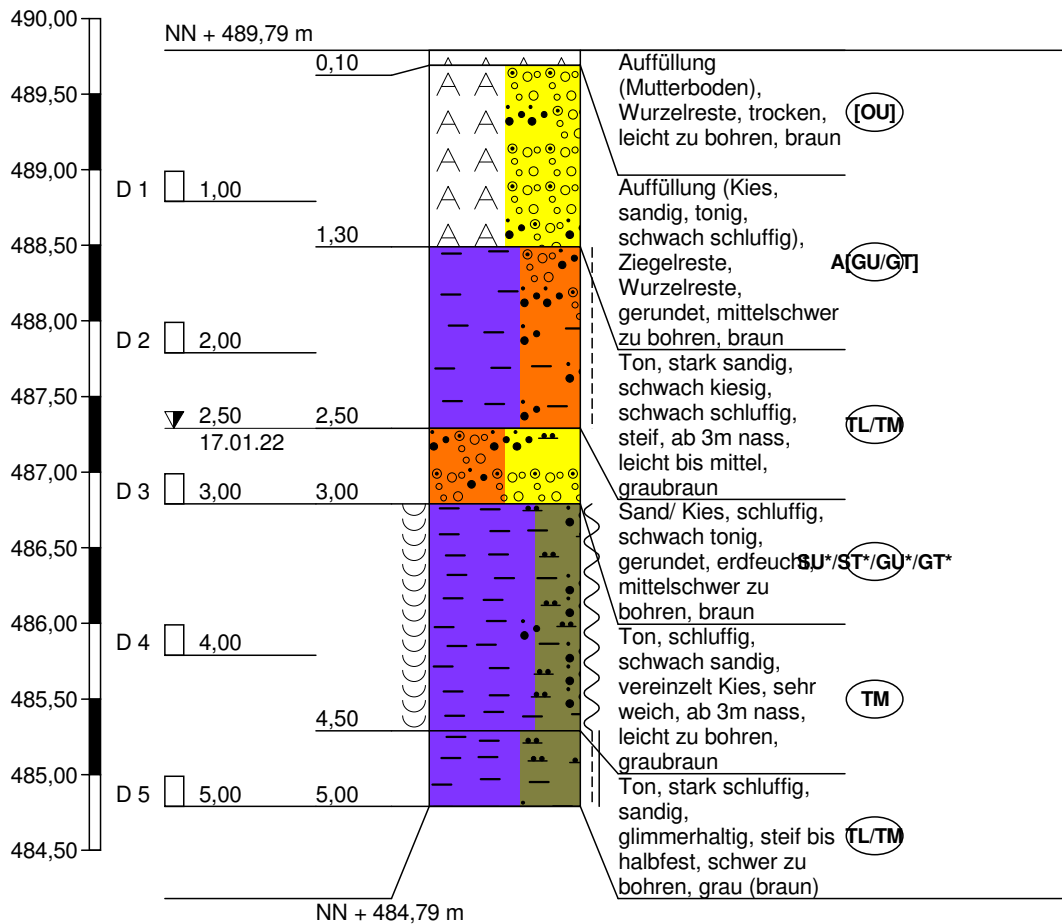 490,00
489,50
489,00
488,50
488,00
487,50
487,00
486,50
486,00
485,50
485,00
484,50
NN + 489,79 m
0,10
D 1 1,00
1,30
D 2 2,00
2,50 2,50
17.01.22
D 3 3,00 3,00
D 4 4,00
4,50
D 5 5,00 5,00
NN + 484,79 m
Auffüllung
(Mutterboden),
Wurzelreste, trocken,
leicht zu bohren, braun
[OU]
Auffüllung (Kies,
sandig, tonig,
schwach schluffig),
Ziegelreste,
Wurzelreste,
gerundet, mittelschwer
zu bohren, braun
A[GU/GT]
Ton, stark sandig,
schwach kiesig,
schwach schluffig,
steif, ab 3m nass,
leicht bis mittel,
graubraun
TL/TM
Sand/ Kies, schluffig,
schwach tonig,
gerundet, erdfeucht,
mittelschwer zu
bohren, braun
SU*/ST*/GU*/GT*
Ton, schluffig,
schwach sandig,
vereinzelt Kies, sehr
weich, ab 3m nass,
leicht zu bohren,
graubraun
TM
Ton, stark schluffig,
sandig,
glimmerhaltig, steif bis
halbfest, schwer zu
bohren, grau (braun)
TL/TM